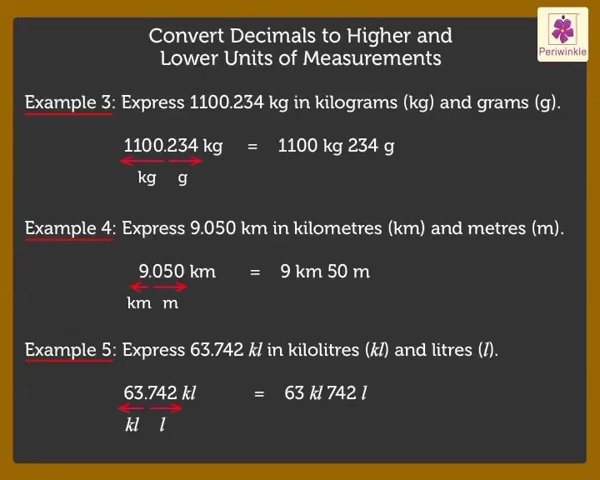 Convert Decimals to Higher and
Lower Units of Measurements
Periwinkle
Example 3: Express 1100.234 kg in kilograms (kg) and grams (g).
1100.234 kg = 1100 kg 234 g
kg g
Example 4: Express 9.050 km in kilometres (km) and metres (m).
9.050 km = 9 km 50 m
km m
Example 5: Express 63.742 kl in kilolitres (kl) and litres (l).
63.742 kl = 63 kl 742 l
kl l